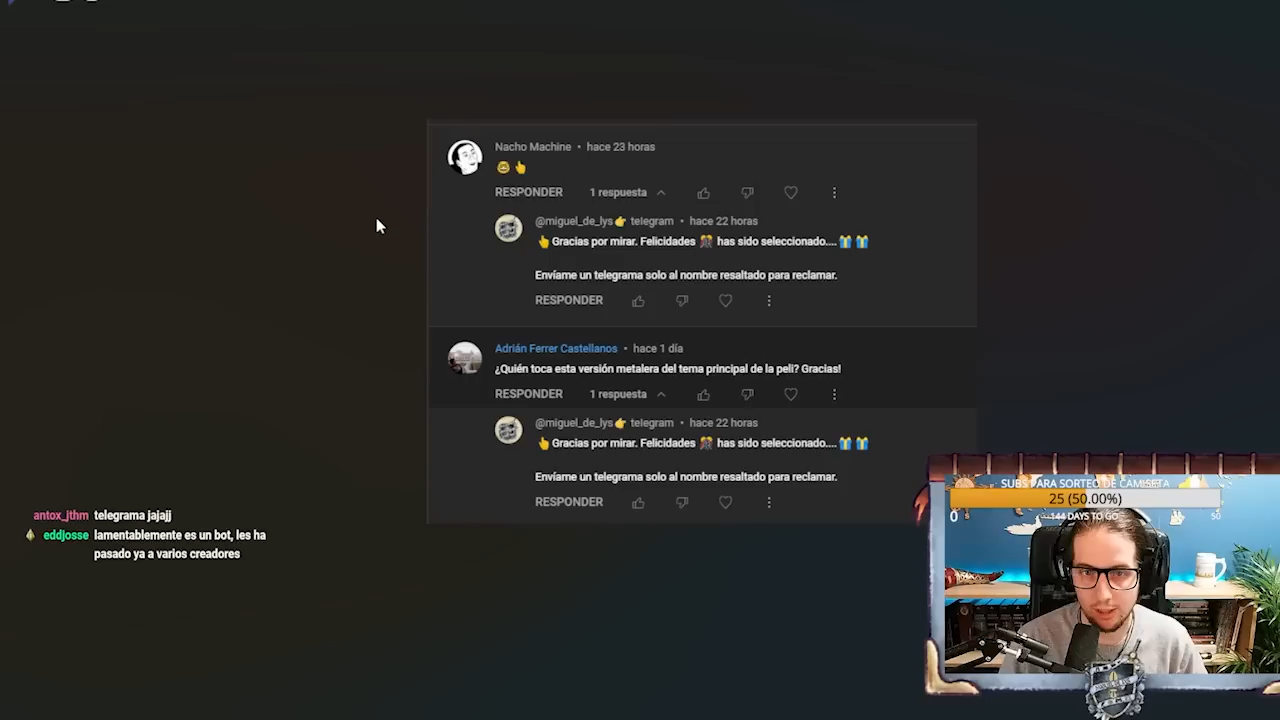 Nacho Machine • hace 23 horas
🤓👆
RESPONDER 1 respuesta
@miguel_de_lys👉 telegram • hace 22 horas
👆Gracias por mirar. Felicidades 🎊 has sido seleccionado.... 🎁 🎁
Envíame un telegrama solo al nombre resaltado para reclamar.
RESPONDER
Adrián Ferrer Castellanos • hace 1 día
¿Quién toca esta versión metalera del tema principal de la peli? Gracias!
RESPONDER 1 respuesta
@miguel_de_lys👉 telegram • hace 22 horas
👆Gracias por mirar. Felicidades 🎊 has sido seleccionado.... 🎁 🎁
Envíame un telegrama solo al nombre resaltado para reclamar.
RESPONDER
antox_jthm telegrama jajajj
eddjosse lamentablemente es un bot, les ha
pasado ya a varios creadores
SUBS PARA SORTEO DE CAMISETA
25 (50.00%)
0 144 DAYS TO GO 50